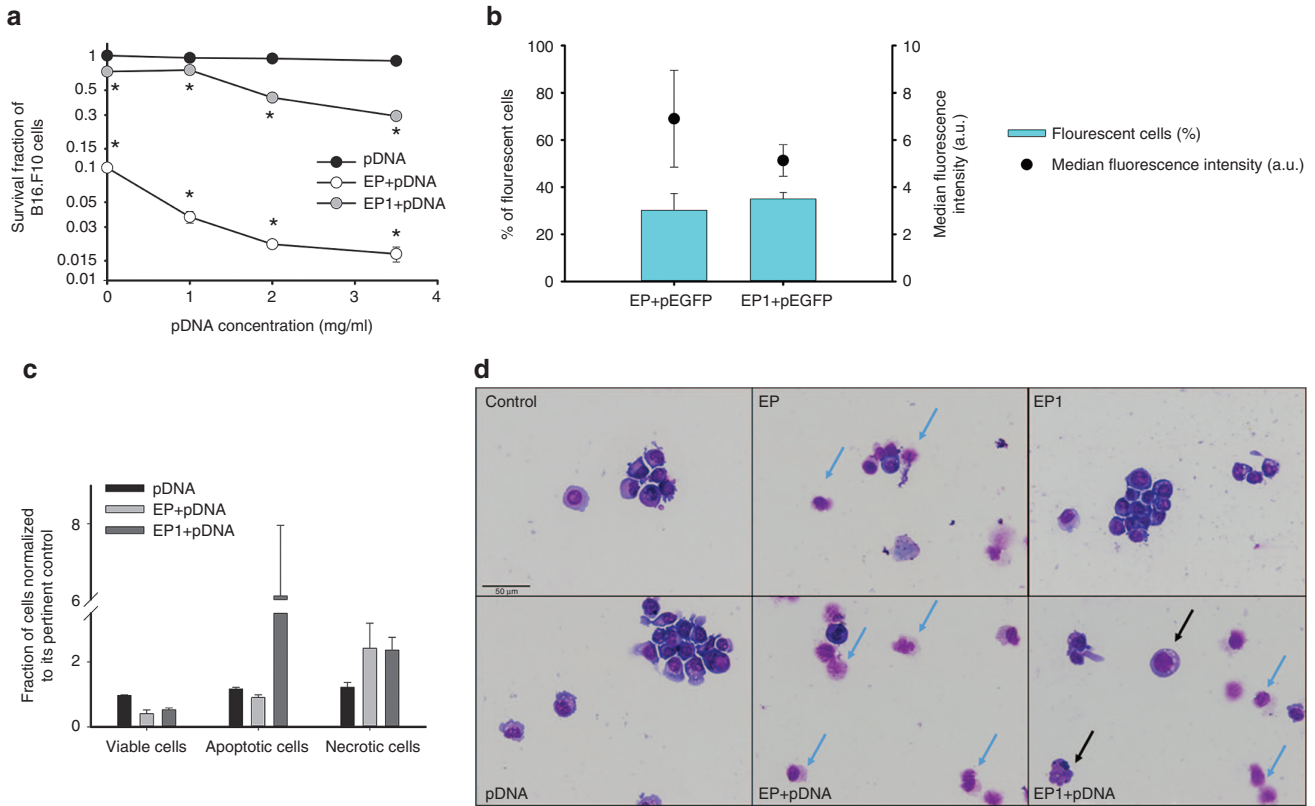 a
1
0.5
0.3
0.15
0.1
0.05
0.03
0.015
0.01
Survival fraction of
B16.F10 cells
*
*
*
*
*
*
*
*
pDNA
EP+pDNA
EP1+pDNA
0
1
2
3
4
pDNA concentration (mg/ml)
b
100
80
60
40
20
0
% of flourescent cells
10
8
6
4
2
0
Median fluorescence
intensity (a.u.)
EP+pEGFP
EP1+pEGFP
Flourescent cells (%)
Median fluorescence intensity (a.u.)
c
Fraction of cells normalized
to its pertinent control
8
6
2
0
pDNA
EP+pDNA
EP1+pDNA
Viable cells
Apoptotic cells
Necrotic cells
d
Control
EP
EP1
50 µm
pDNA
EP+pDNA
EP1+pDNA